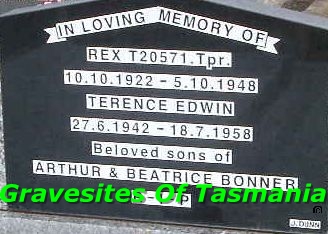 IN LOVING MEMORY OF
REX T20571.Tpr.
10.10.1922 - 5.10.1948
TERENCE EDWIN
27.6.1942 - 18.7.1958
Beloved sons of
ARTHUR & BEATRICE BONNER
Gravesites Of Tasmania
J.DUNN